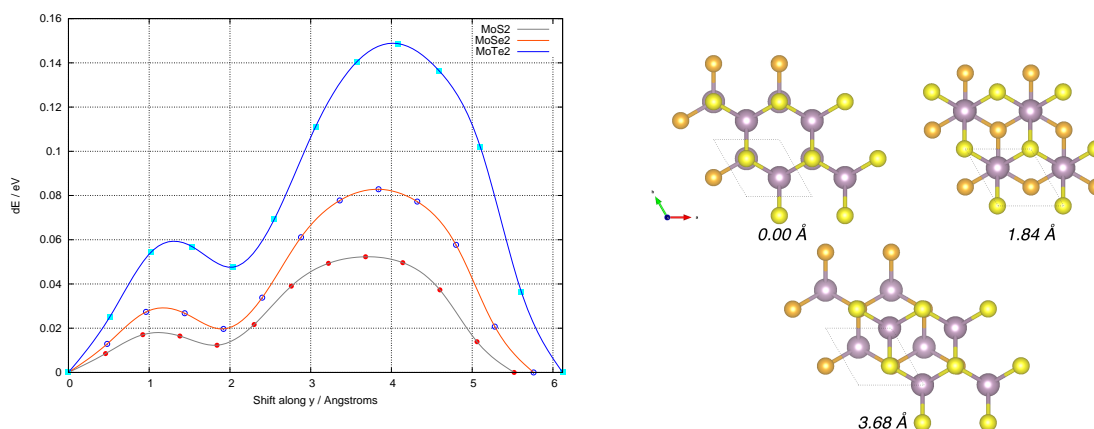 0.16
0.14
0.12
0.1
0.08
0.06
0.04
0.02
0
dE / eV
0 1 2 3 4 5 6
Shift along y / Angstroms
MoS2
MoSe2
MoTe2
0.00 Å
1.84 Å
3.68 Å